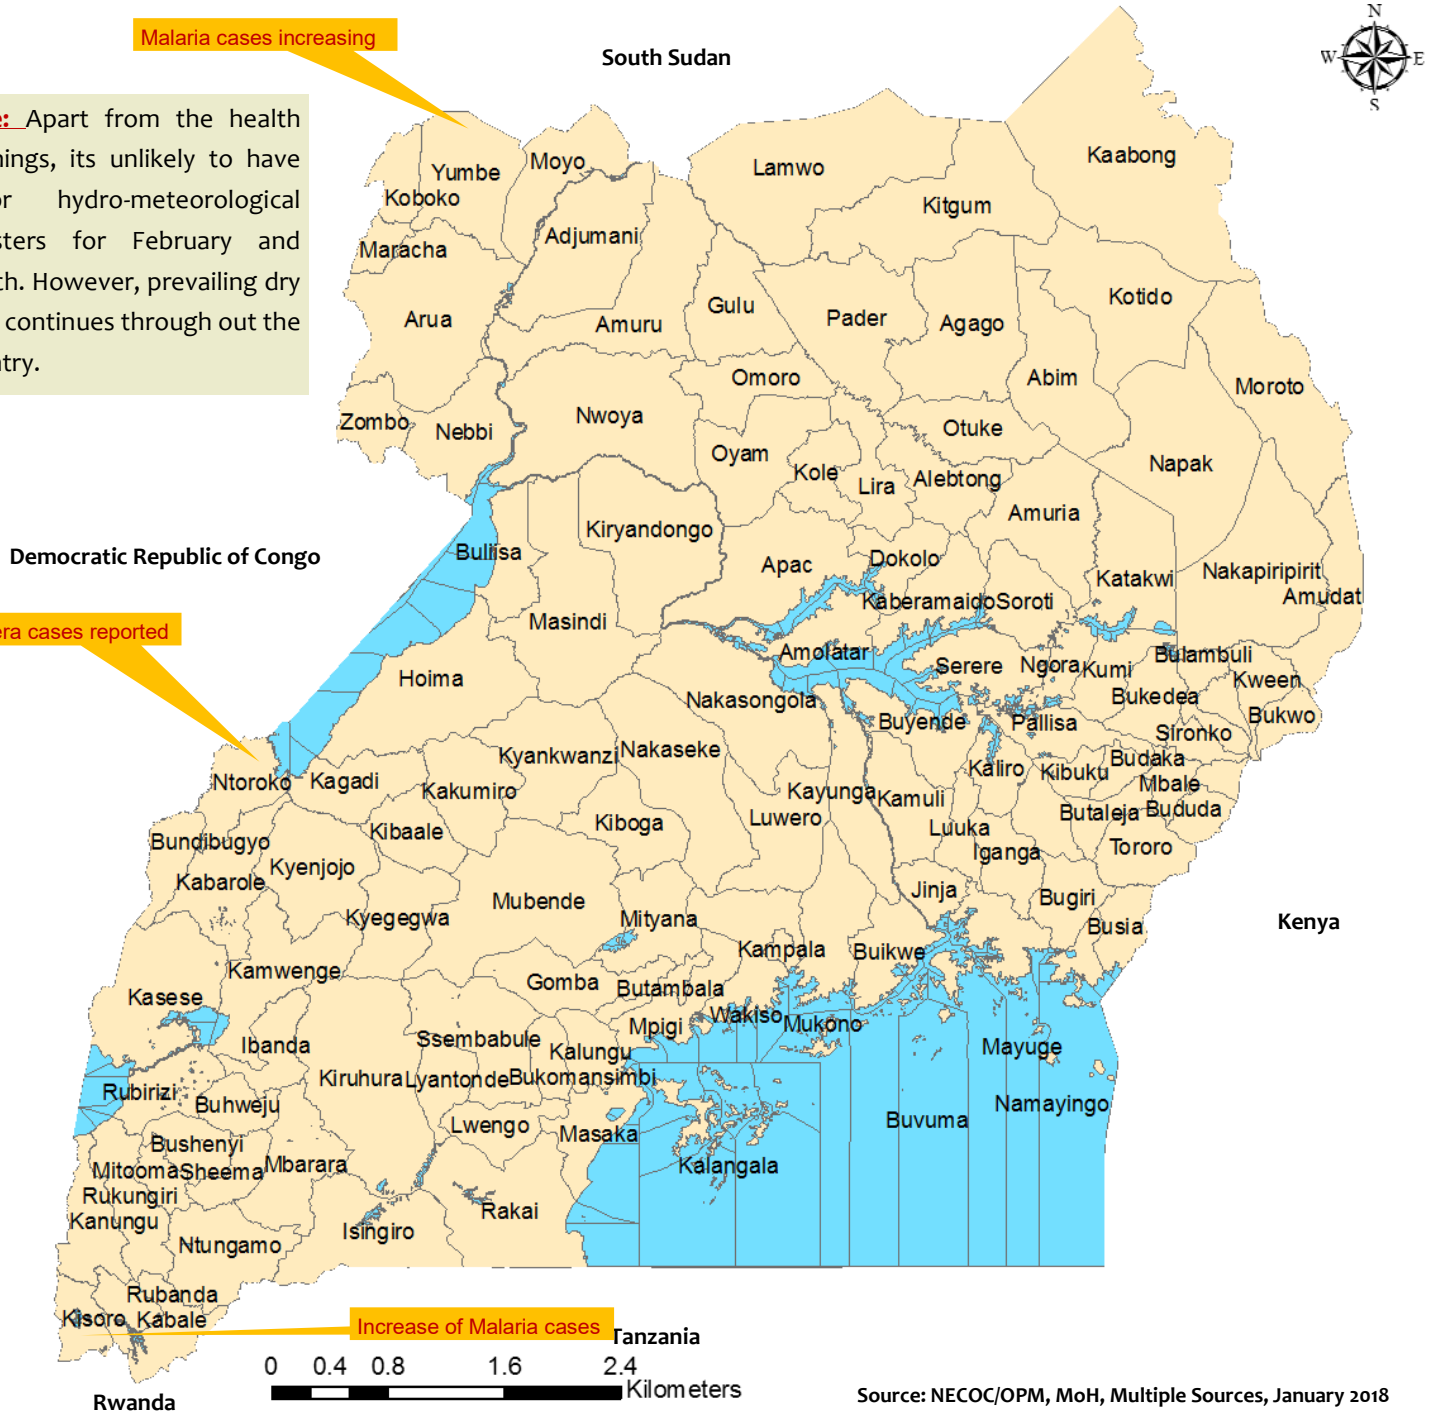 Malaria cases increasing
South Sudan
N
W E
S
Apart from the health
its unlikely to have
hydro-meteorological
for February and
However, prevailing dry
continues through out the
Kaabong
Lamwo
Moyo
Yumbe
Koboko
Kitgum
Adjumani
Maracha
Kotido
Gulu
Pader
Arua
Amuru
Agago
Omoro
Abim
Moroto
Nwoya
Zombo
Nebbi
Otuke
Oyam
Napak
Kole
Lira
Alebtong
Amuria
Kiryandongo
Democratic Republic of Congo
Bullisa
Apac
Dokolo
Katakwi
Nakapiripirit
Amudat
Kaberamaido
Soroti
cases reported
Masindi
Amolatar
Serere
Ngora
Kumi
Bulambuli
Hoima
Kween
Nakasongola
Bukedea
Buyende
Pallisa
Bukwo
Sironko
Kyankwanzi
Nakaseke
Ntoroko
Kagadi
Kaliro
Kibuku
Budaka
Kakumiro
Kayunga
Kamuli
Mbale
Kibaale
Kiboga
Luwero
Butaleja
Bududa
Bundibugyo
Luuka
Iganga
Tororo
Kyenjojo
Kabarole
Mubende
Jinja
Bugiri
Kyegegwa
Mityana
Busia
Kenya
Kampala
Buikwe
Kamwenge
Gomba
Butambala
Kasese
Wakiso
Mukono
Mpigi
Ssembabule
Ibanda
Kalungu
Mayuge
Kiruhura
Lyantonde
Bukomansimbi
Rubirizi
Buhweju
Namayingo
Lwengo
Masaka
Buvuma
Bushenyi
Mitooma
Sheema
Mbarara
Kalangala
Rukungiri
Kanungu
Rakai
Isingiro
Ntungamo
Rubanda
Kisoro
Kabale
Increase of Malaria cases
Tanzania
0 0.4 0.8 1.6 2.4
Kilometers
Rwanda
Source: NECOC/OPM, MoH, Multiple Sources, January 2018